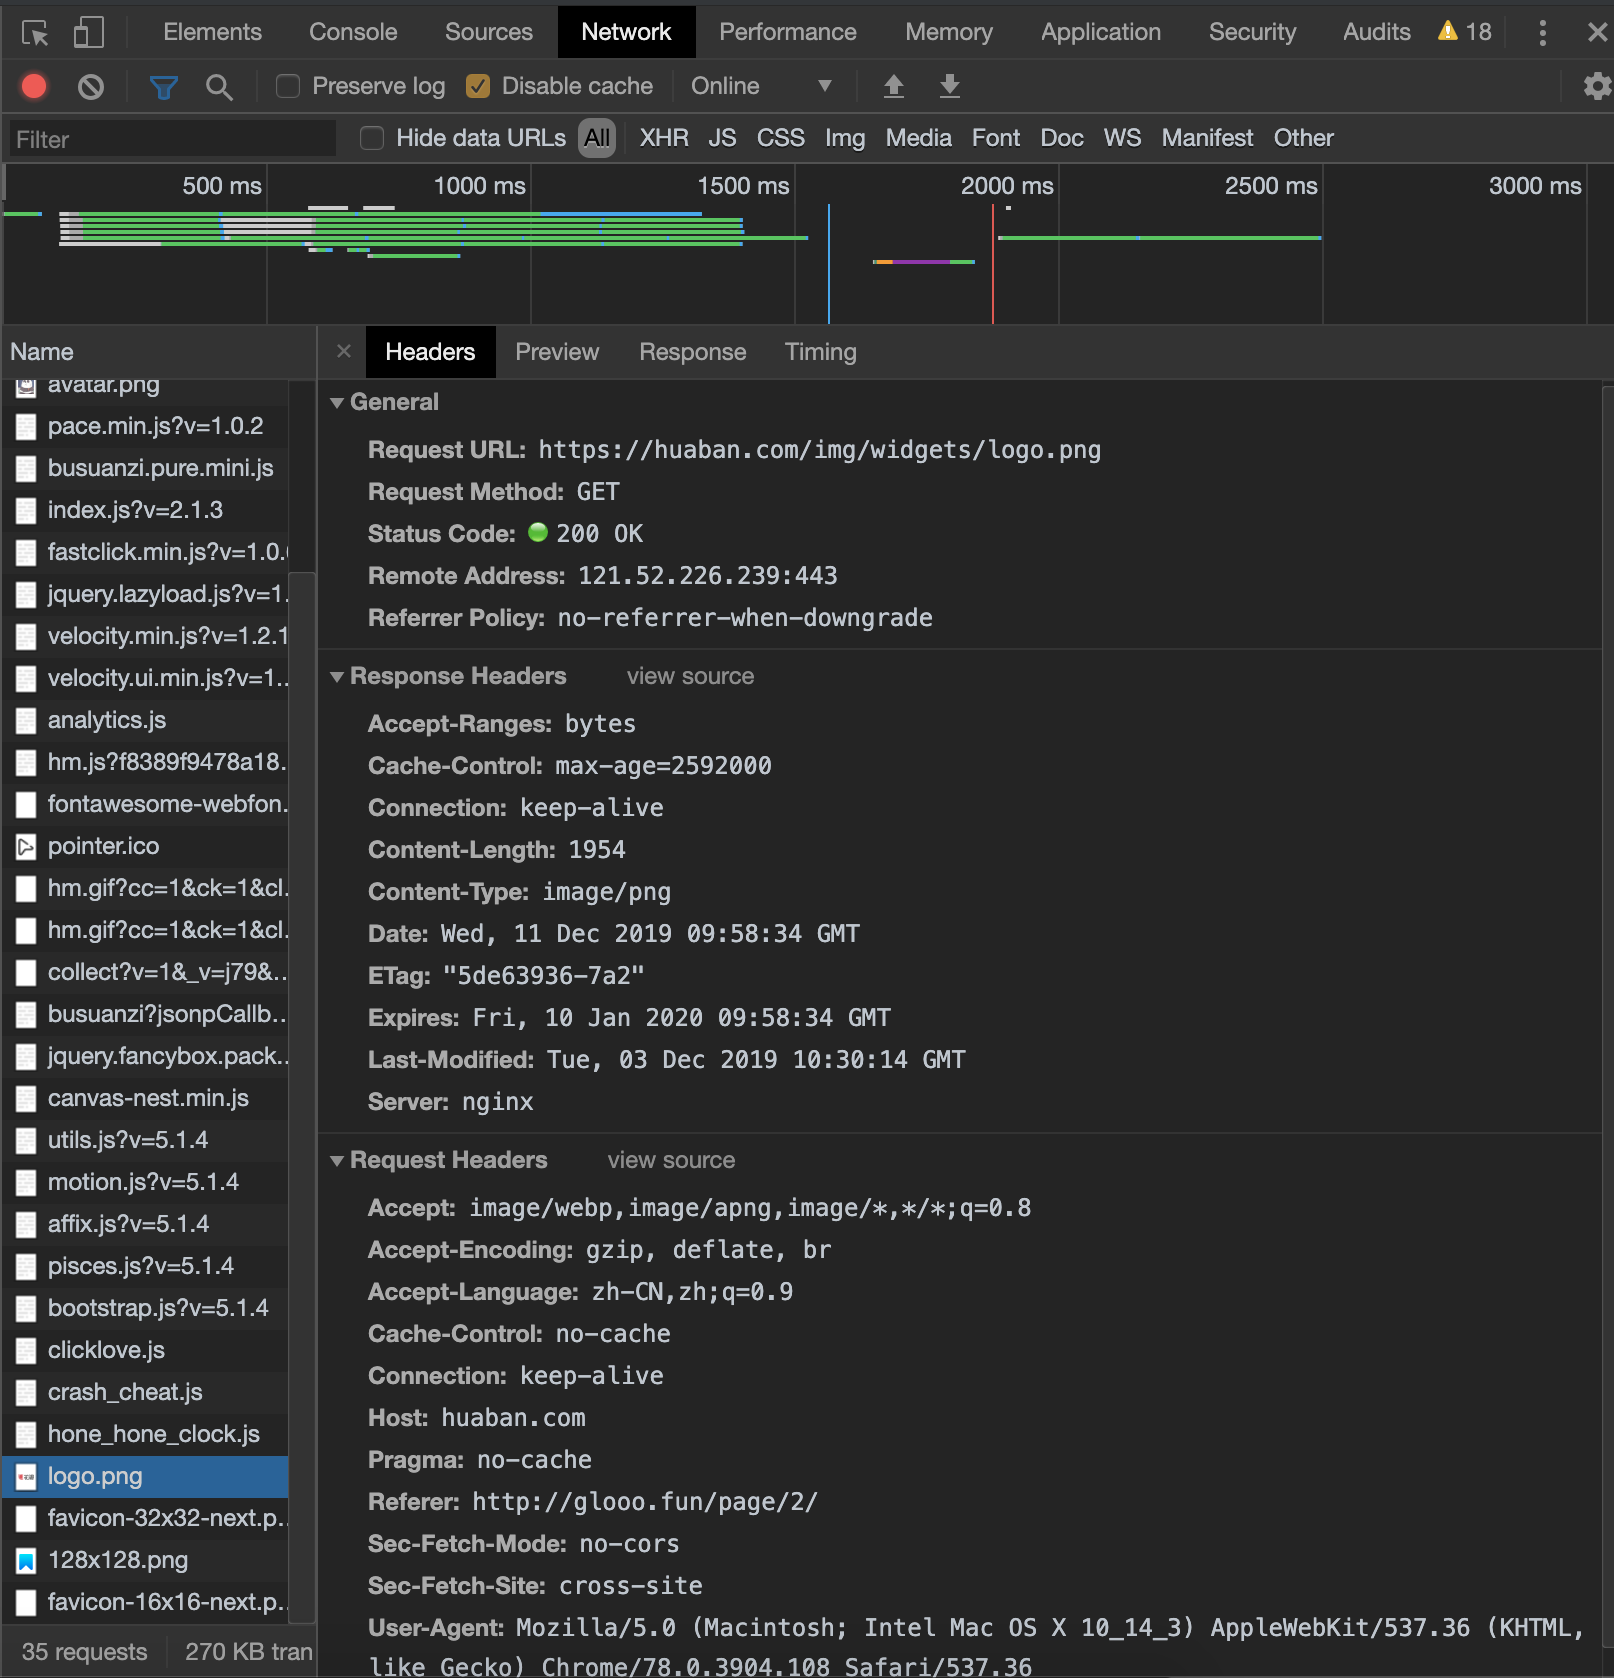 Elements Console Sources Network Performance Memory Application Security Audits 18
Preserve log Disable cache Online
Filter Hide data URLs All XHR JS CSS Img Media Font Doc WS Manifest Other
500 ms 1000 ms 1500 ms 2000 ms 2500 ms 3000 ms
Name
avatar.png
pace.min.js?v=1.0.2
busuanzi.pure.mini.js
index.js?v=2.1.3
fastclick.min.js?v=1.0.
jquery.lazyload.js?v=1.
velocity.min.js?v=1.2.1
velocity.ui.min.js?v=1..
analytics.js
hm.js?f8389f9478a18.
fontawesome-webfon.
pointer.ico
hm.gif?cc=1&ck=1&cl.
hm.gif?cc=1&ck=1&cl.
collect?v=1&_v=j79&..
busuanzi?jsonpCallb..
jquery.fancybox.pack..
canvas-nest.min.js
utils.js?v=5.1.4
motion.js?v=5.1.4
affix.js?v=5.1.4
pisces.js?v=5.1.4
bootstrap.js?v=5.1.4
clicklove.js
crash_cheat.js
hone_hone_clock.js
logo.png
favicon-32x32-next.p..
128x128.png
favicon-16x16-next.p..
35 requests 270 KB tran
Headers Preview Response Timing
General
Request URL: https://huaban.com/img/widgets/logo.png
Request Method: GET
Status Code: 200 OK
Remote Address: 121.52.226.239:443
Referrer Policy: no-referrer-when-downgrade
Response Headers view source
Accept-Ranges: bytes
Cache-Control: max-age=2592000
Connection: keep-alive
Content-Length: 1954
Content-Type: image/png
Date: Wed, 11 Dec 2019 09:58:34 GMT
ETag: "5de63936-7a2"
Expires: Fri, 10 Jan 2020 09:58:34 GMT
Last-Modified: Tue, 03 Dec 2019 10:30:14 GMT
Server: nginx
Request Headers view source
Accept: image/webp,image/apng,image/*,*/*;q=0.8
Accept-Encoding: gzip, deflate, br
Accept-Language: zh-CN,zh;q=0.9
Cache-Control: no-cache
Connection: keep-alive
Host: huaban.com
Pragma: no-cache
Referer: http://glooo.fun/page/2/
Sec-Fetch-Mode: no-cors
Sec-Fetch-Site: cross-site
User-Agent: Mozilla/5.0 (Macintosh; Intel Mac OS X 10_14_3) AppleWebKit/537.36 (KHTML,
like Gecko) Chrome/78.0.3904.108 Safari/537.36